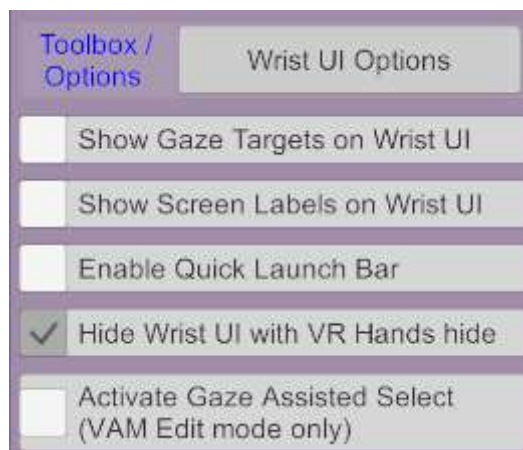 Toolbox /
Options
Wrist UI Options
Show Gaze Targets on Wrist UI
Show Screen Labels on Wrist UI
Enable Quick Launch Bar
Hide Wrist UI with VR Hands hide
Activate Gaze Assisted Select
(VAM Edit mode only)